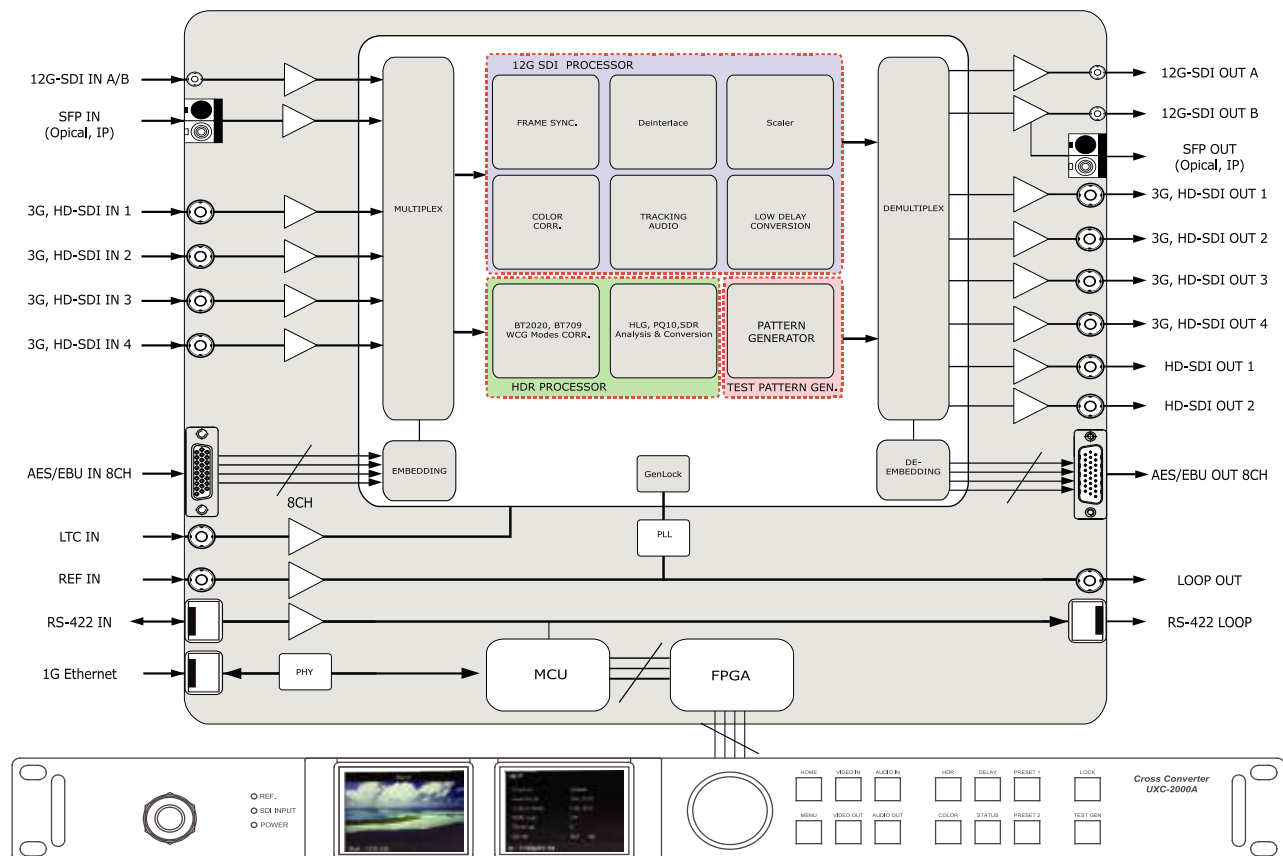 12G-SDI IN A/B
SFP IN
(Opical, IP)
3G, HD-SDI IN 1
3G, HD-SDI IN 2
3G, HD-SDI IN 3
3G, HD-SDI IN 4
AES/EBU IN 8CH
LTC IN
REF IN
RS-422 IN
1G Ethernet
MULTIPLEX
EMBEDDING
8CH
12G SDI PROCESSOR
FRAME SYNC.
Deinterlace
Scaler
COLOR
CORR.
TRACKING
AUDIO
LOW DELAY
CONVERSION
BT2020, BT709
WCG Modes CORR.
HLG, PQ10,SDR
Analysis & Conversion
HDR PROCESSOR
PATTERN
GENERATOR
TEST PATTERN GEN.
GenLock
PLL
PHY
MCU
FPGA
DEMULTIPLEX
DE-
EMBEDDING
12G-SDI OUT A
12G-SDI OUT B
SFP OUT
(Opical, IP)
3G, HD-SDI OUT 1
3G, HD-SDI OUT 2
3G, HD-SDI OUT 3
3G, HD-SDI OUT 4
HD-SDI OUT 1
HD-SDI OUT 2
AES/EBU OUT 8CH
LOOP OUT
RS-422 LOOP
REF.
SDI INPUT
POWER
HOME VIDEO IN AUDIO IN HDR DELAY PRESET 1 LOCK
MENU VIDEO OUT AUDIO OUT COLOR STATUS PRESET 2 TEST GEN
Cross Converter
UXC-2000A